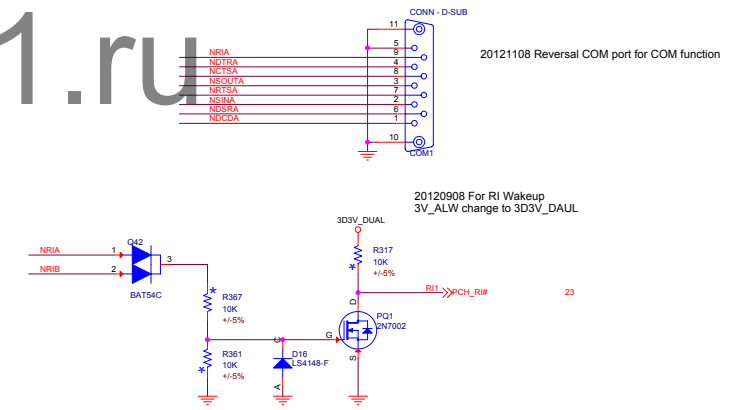 1.ru
CONN - D-SUB
11
5
NRIA 9
NDTRA 4
NCTSA 8
NSOUTA 3
NRTSA 7
NSINA 2
NDSRA 6
NDCDA 1
10
COM1
20121108 Reversal COM port for COM function
20120908 For RI Wakeup
3V_ALW change to 3D3V_DAUL
3D3V_DUAL
R317
10K
+/-5%
*
RI1 PCH_RI# 23
Q42
NRIA 1
3
NRIB 2
BAT54C
*
R367
10K
+/-5%
D
PQ1
2N7002
G
S
R361
10K
+/-5%
*
C
D16
LS4148-F
A